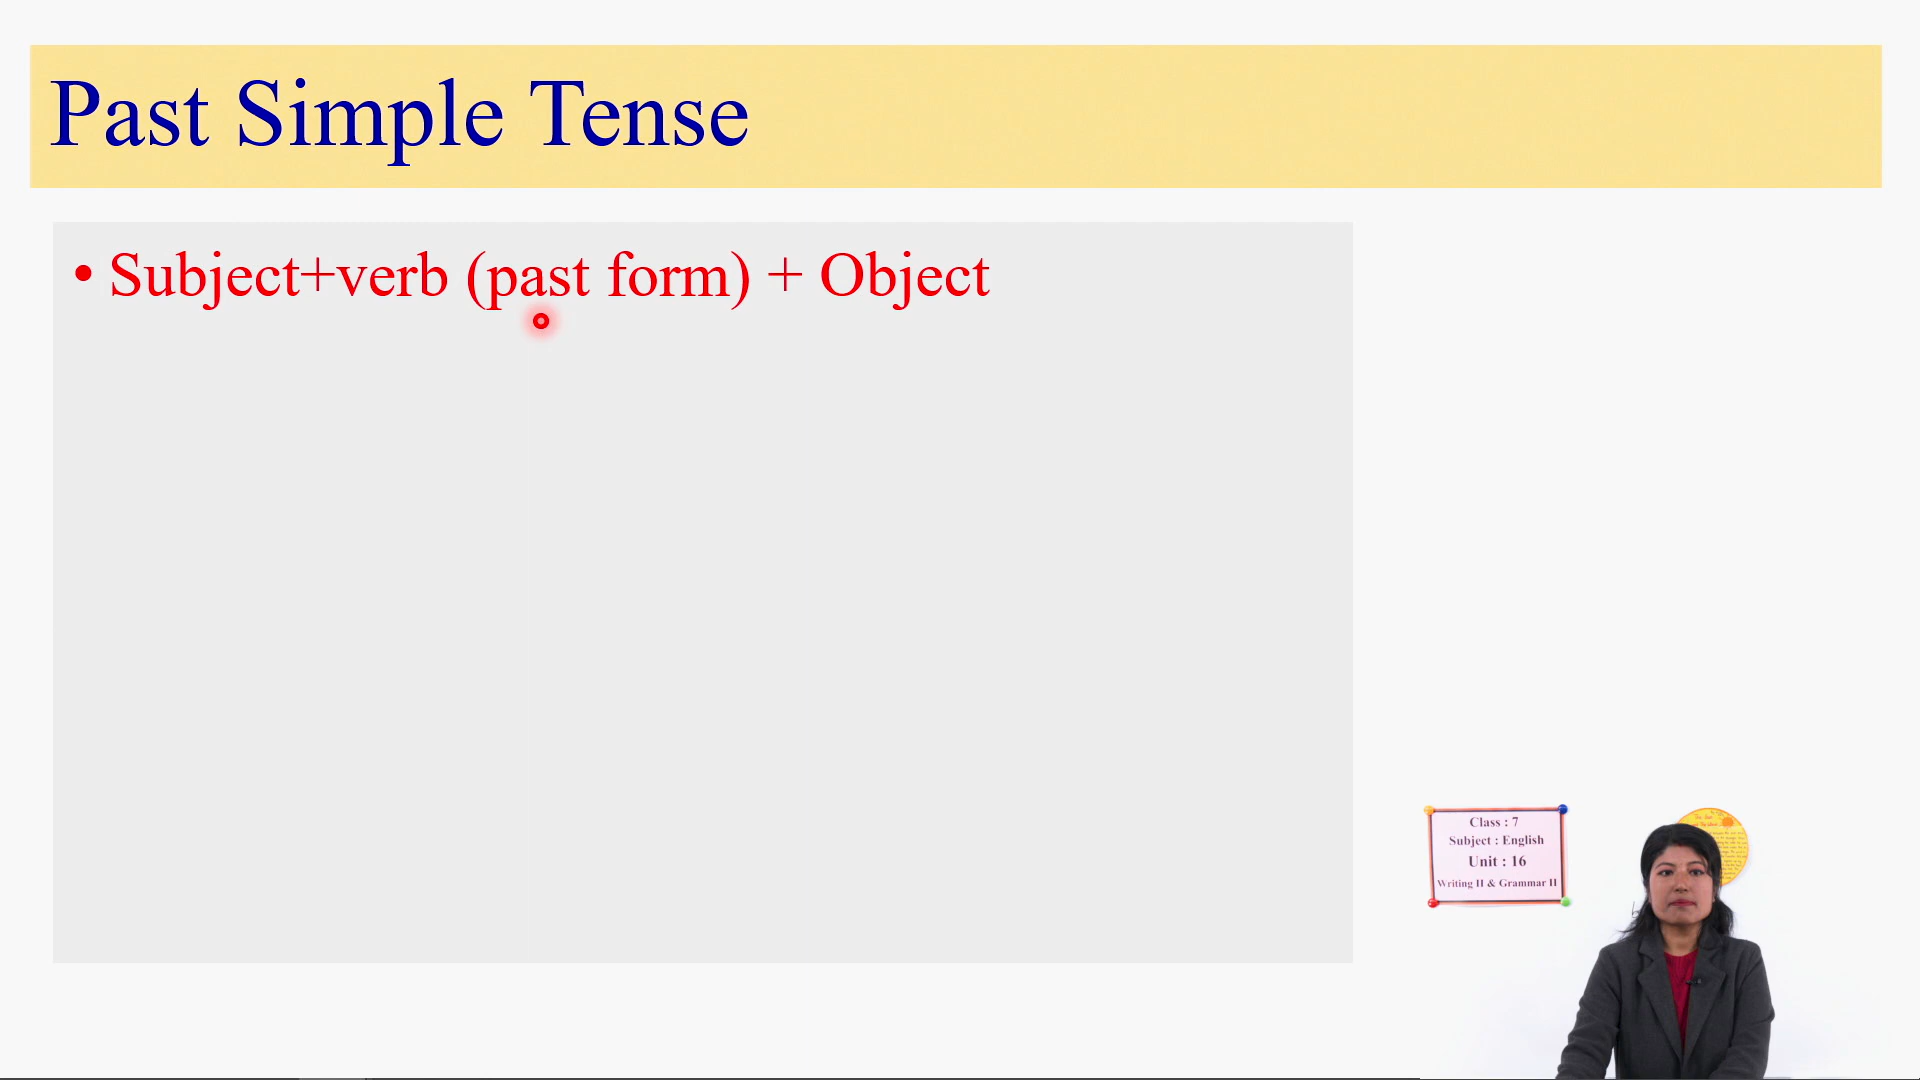 Past Simple Tense
• Subject+verb (past form) + Object
Class : 7
Subject : English
Unit : 16
Writing II & Grammar II